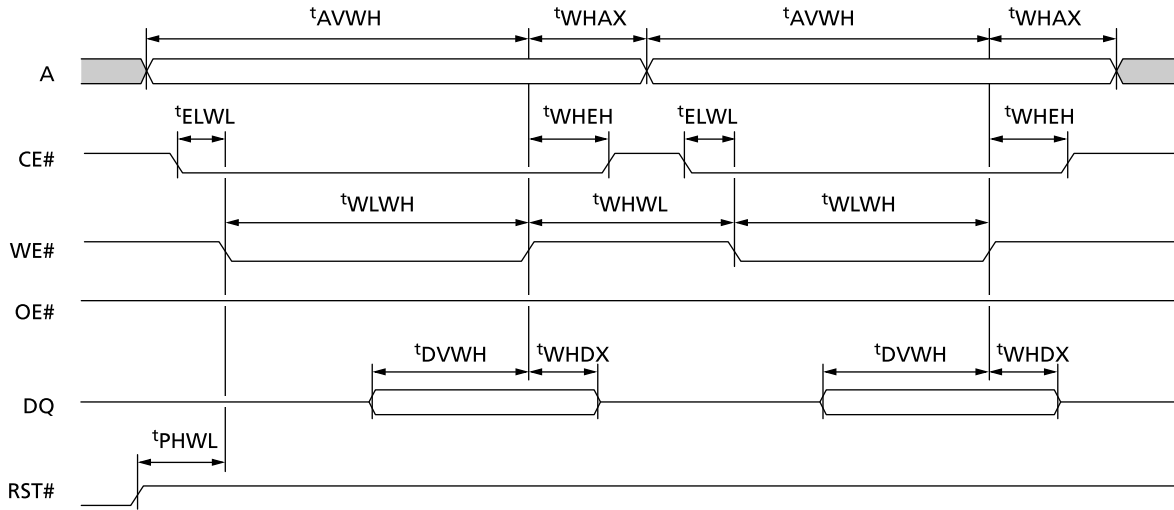 tAVWH tWHAX tAVWH tWHAX
A
tELWL tWHEH tELWL tWHEH
CE#
tWLWH tWHWL tWLWH
WE#
OE#
tDVWH tWHDX tDVWH tWHDX
DQ
tPHWL
RST#